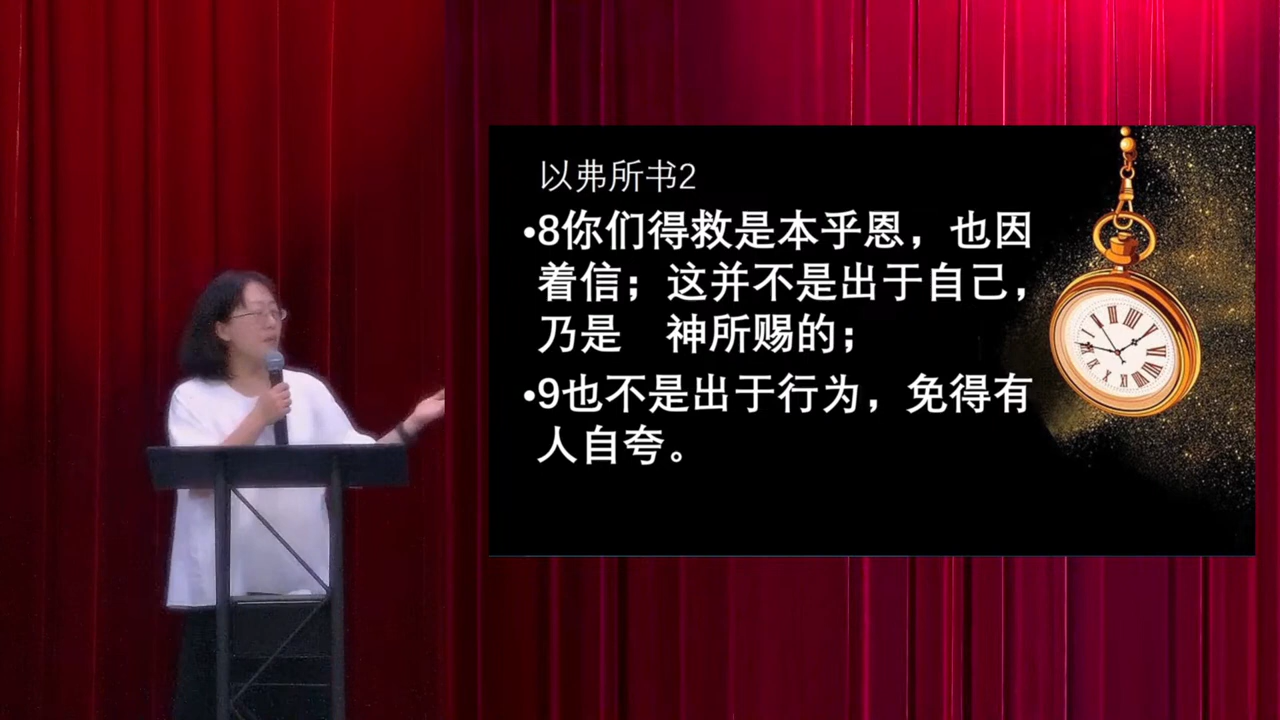 以弗所书2
•8你们得救是本乎恩，也因
着信；这并不是出于自己，
乃是　神所赐的；
•9也不是出于行为，免得有
人自夸。